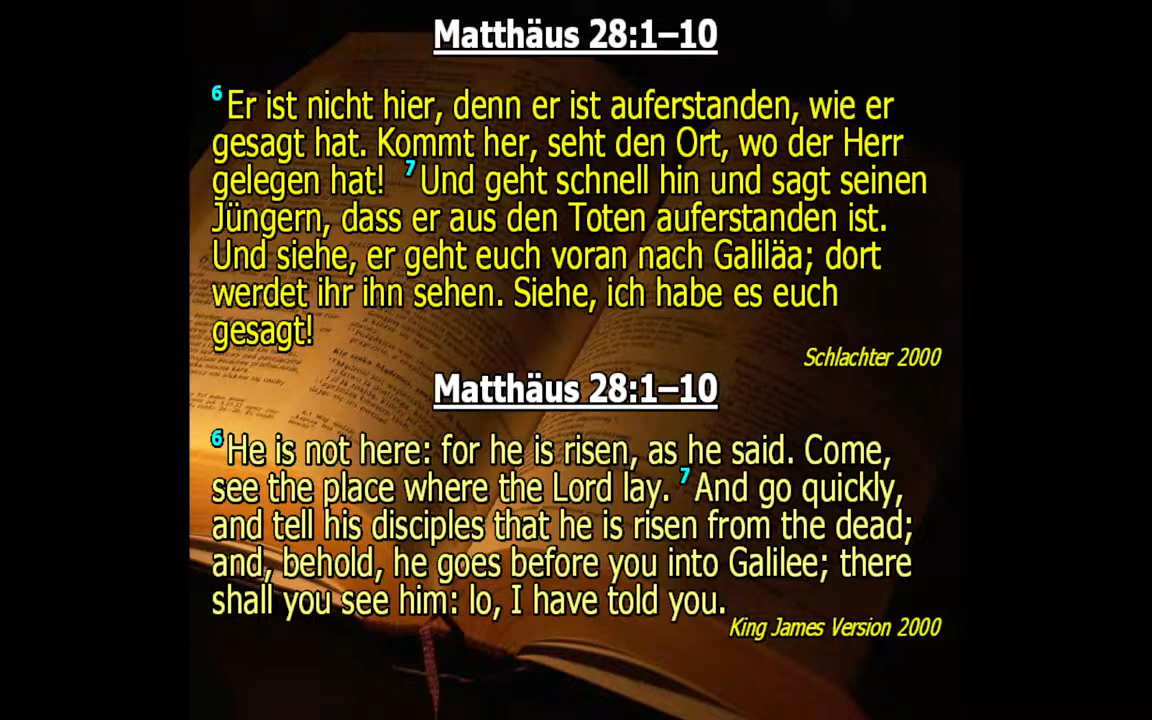 Matthäus 28:1–10
6 Er ist nicht hier, denn er ist auferstanden, wie er
gesagt hat. Kommt her, seht den Ort, wo der Herr
gelegen hat! 7 Und geht schnell hin und sagt seinen
Jüngern, dass er aus den Toten auferstanden ist.
Und siehe, er geht euch voran nach Galiläa; dort
werdet ihr ihn sehen. Siehe, ich habe es euch
gesagt!
Schlachter 2000
Matthäus 28:1–10
6 He is not here: for he is risen, as he said. Come,
see the place where the Lord lay. 7 And go quickly,
and tell his disciples that he is risen from the dead;
and, behold, he goes before you into Galilee; there
shall you see him: lo, I have told you.
King James Version 2000